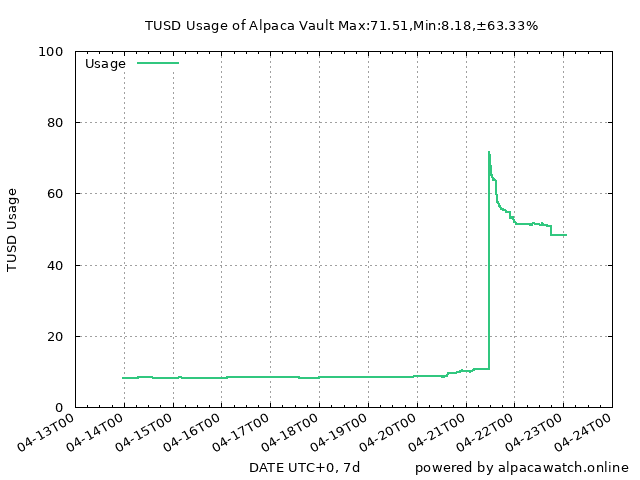 TUSD Usage of Alpaca Vault Max:71.51,Min:8.18,±63.33%
100
Usage
80
60
TUSD Usage
40
20
0
04-13T00 04-14T00 04-15T00 04-16T00 04-17T00 04-18T00 04-19T00 04-20T00 04-21T00 04-22T00 04-23T00 04-24T00
DATE UTC+0, 7d powered by alpacawatch.online